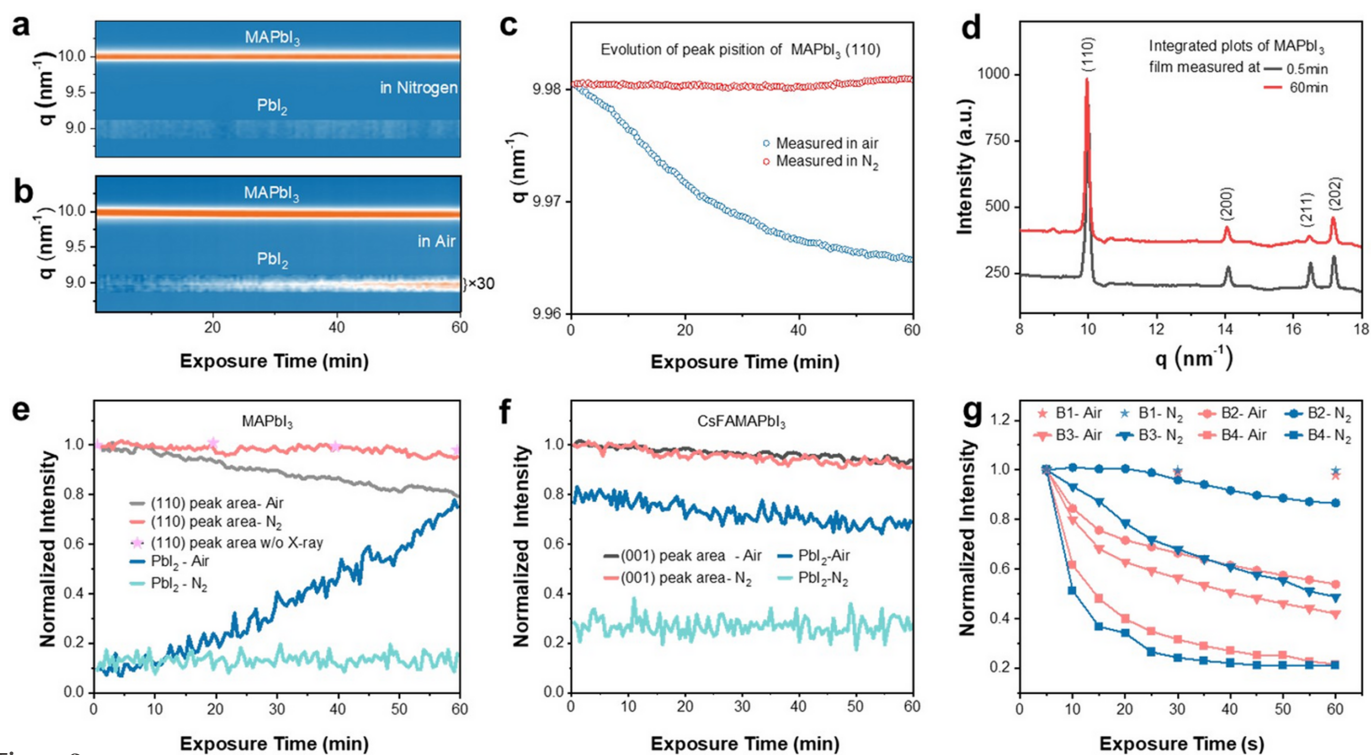 a
MAPbI3
in Nitrogen
PbI2
q (nm-1)
10.0
9.5
9.0
b
MAPbI3
in Air
PbI2
}×30
q (nm-1)
10.0
9.5
9.0
20
40
60
Exposure Time (min)
c
Evolution of peak pisition of MAPbI3 (110)
Measured in air
Measured in N2
q (nm-1)
9.98
9.97
9.96
0
20
40
60
Exposure Time (min)
d
Integrated plots of MAPbI3
film measured at 0.5min
60min
(110)
(200)
(211)
(202)
Intensity (a.u.)
1000
750
500
250
8
10
12
14
16
18
q (nm-1)
e
MAPbI3
(110) peak area- Air
(110) peak area- N2
(110) peak area w/o X-ray
PbI2 - Air
PbI2 - N2
Normalized Intensity
1.0
0.8
0.6
0.4
0.2
0.0
0
10
20
30
40
50
60
Exposure Time (min)
f
CsFAMAPbI3
(001) peak area - Air
PbI2-Air
(001) peak area- N2
PbI2-N2
Normalized Intensity
1.0
0.8
0.6
0.4
0.2
0.0
0
10
20
30
40
50
60
Exposure Time (min)
g
B1- Air
B1- N2
B2- Air
B2- N2
B3- Air
B3- N2
B4- Air
B4- N2
Normalized Intensity
1.2
1.0
0.8
0.6
0.4
0.2
0
10
20
30
40
50
60
Exposure Time (s)